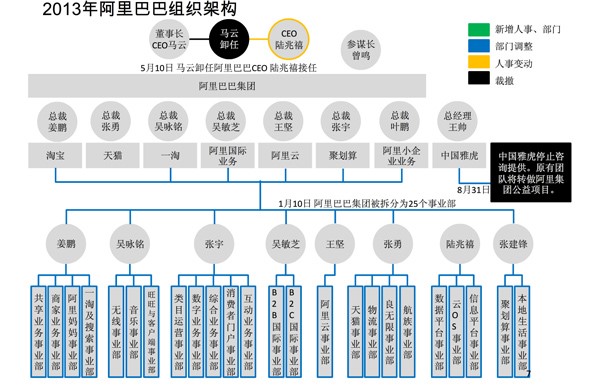 2013年阿里巴巴组织架构
董事长
CEO马云
马云
卸任
CEO
陆兆禧
参谋长
曾鸣
新增人事、部门
部门调整
人事变动
裁撤
5月10日 马云卸任阿里巴巴CEO 陆兆禧接任
阿里巴巴集团
总裁
姜鹏
总裁
张勇
总裁
吴咏铭
总裁
吴敏芝
总裁
王坚
总裁
张宇
总裁
叶鹏
总经理
王帅
淘宝
天猫
一淘
阿里国际
业务
阿里云
聚划算
阿里小企
业业务
中国雅虎
中国雅虎停止咨
询提供。原有团
队将转做阿里集
团公益项目。
8月31日
1月10日 阿里巴巴集团被拆分为25个事业部
姜鹏
吴咏铭
张宇
吴敏芝
王坚
张勇
陆兆禧
张建锋
共享业务事业部
商家业务事业部
阿里妈妈事业部
一淘及搜索事业部
无线事业部
音乐事业部
旺旺与客户端事业部
类目运营事业部
数字业务事业部
综合业务事业部
消费者门户事业部
互动业务事业部
B2B国际事业部
B2C国际事业部
阿里云事业部
天猫事业部
物流事业部
良无限事业部
航旅事业部
数据平台事业部
云OS事业部
信息平台事业部
聚划算事业部
本地生活事业部
7